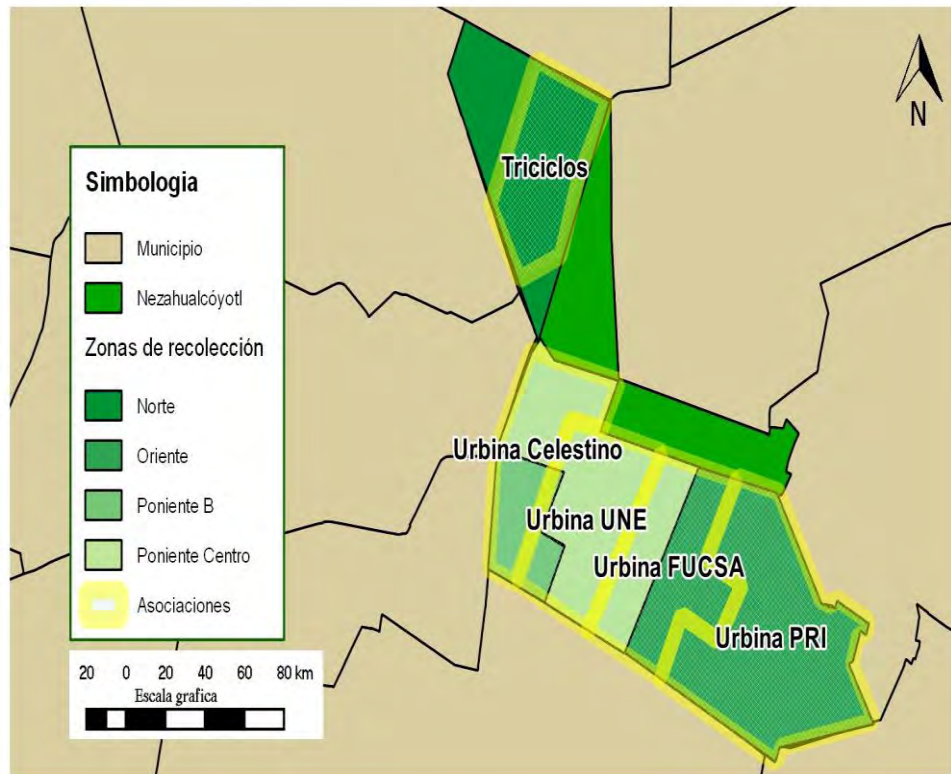 N
Triciclos
Simbologia
Municipio
Nezahualcóyotl
Zonas de recolección
Norte
Oriente
Poniente B
Poniente Centro
Asociaciones
Urbina Celestino
Urbina UNE
Urbina FUCSA
Urbina PRI
20 0 20 40 60 80 km
Escala grafica